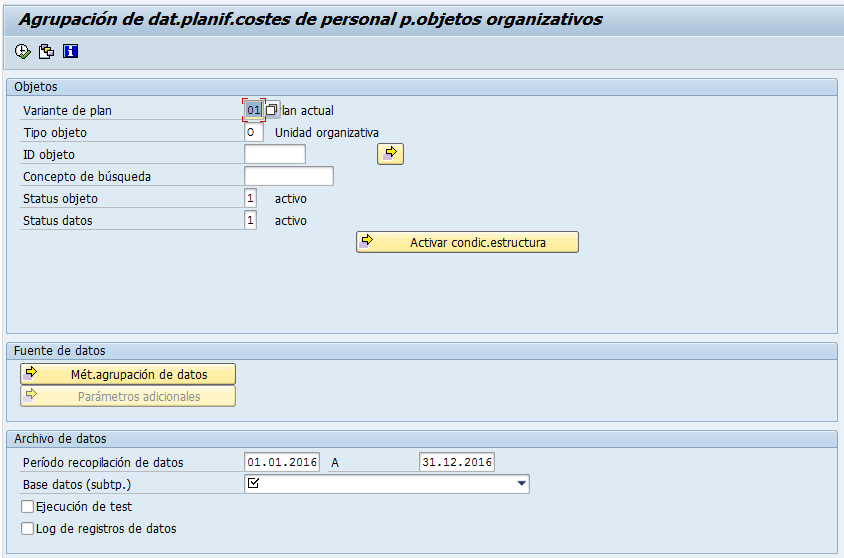 Agrupación de dat.planif.costes de personal p.objetos organizativos
Objetos
Variante de plan 01 lan actual
Tipo objeto O Unidad organizativa
ID objeto
Concepto de búsqueda
Status objeto 1 activo
Status datos 1 activo
Activar condic.estructura
Fuente de datos
Mét.agrupación de datos
Parámetros adicionales
Archivo de datos
Período recopilación de datos 01.01.2016 A 31.12.2016
Base datos (subtp.)
Ejecución de test
Log de registros de datos